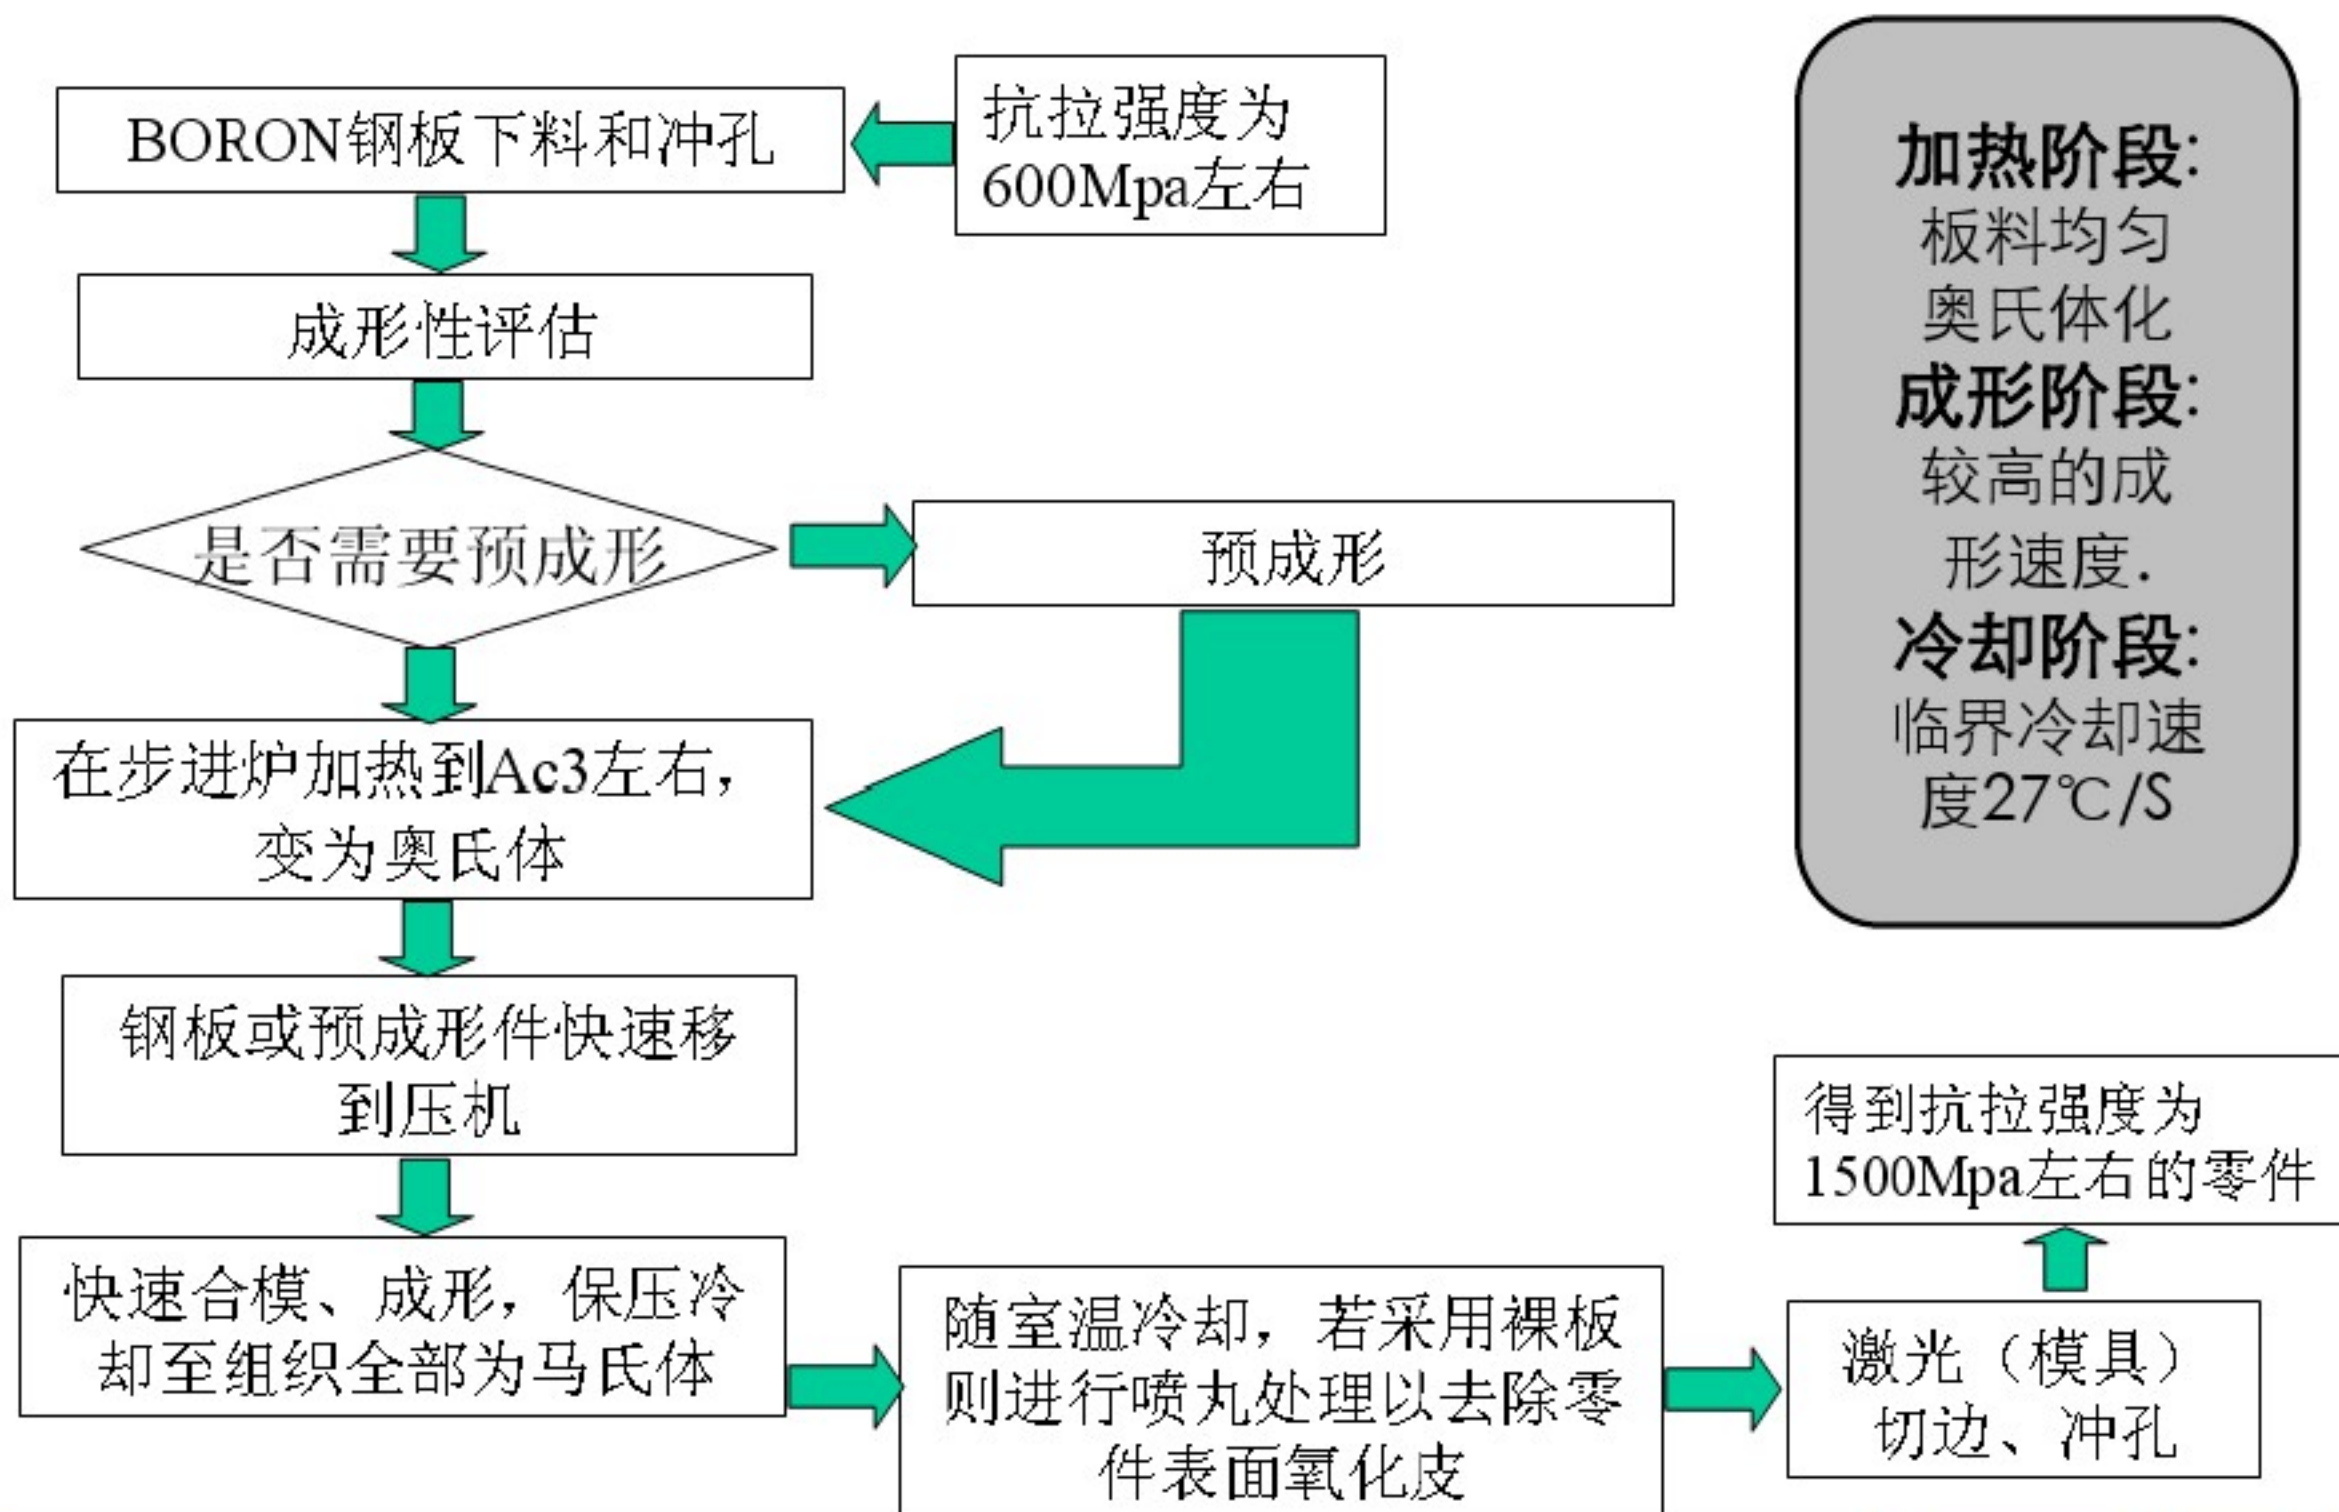 BORON钢板下料和冲孔
抗拉强度为
600Mpa左右
成形性评估
是否需要预成形
预成形
在步进炉加热到Ac3左右，
变为奥氏体
钢板或预成形件快速移
到压机
快速合模、成形，保压冷
却至组织全部为马氏体
随室温冷却，若采用裸板
则进行喷丸处理以去除零
件表面氧化皮
激光（模具）
切边、冲孔
得到抗拉强度为
1500Mpa左右的零件
加热阶段:
板料均匀
奥氏体化
成形阶段:
较高的成
形速度.
冷却阶段:
临界冷却速
度27℃/S